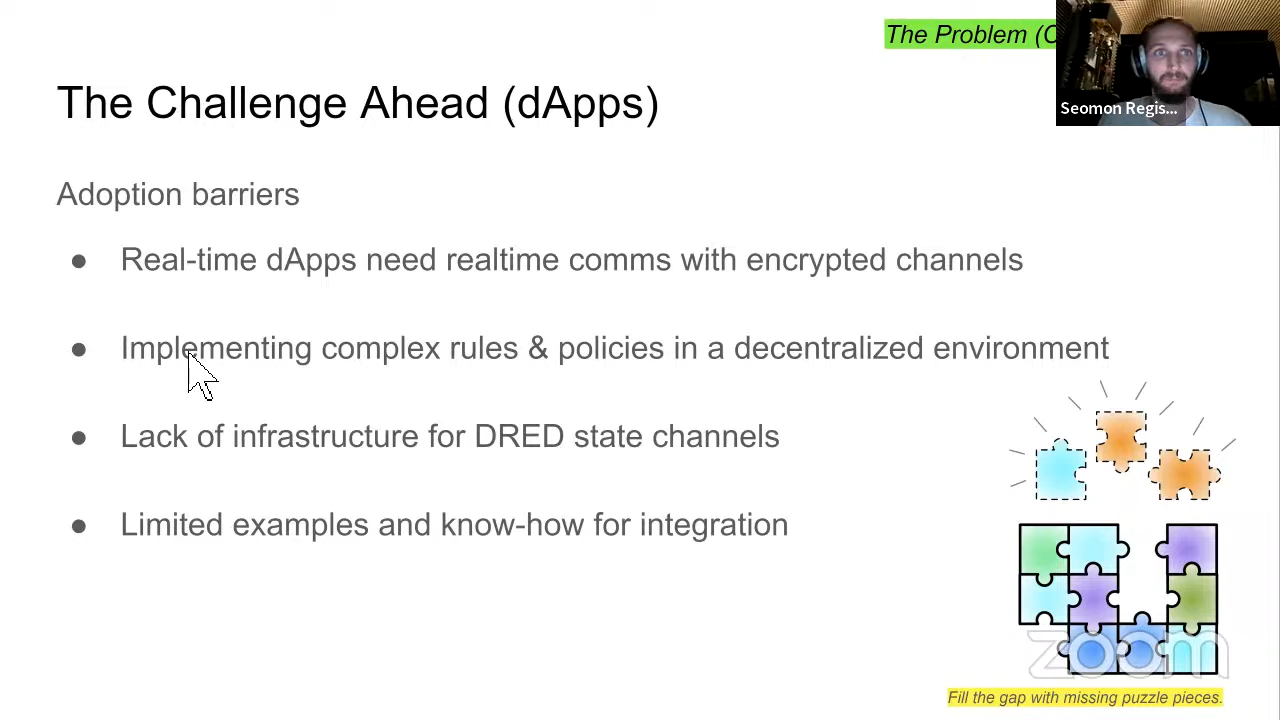 The Problem (
Seomon Regis...
The Challenge Ahead (dApps)
Adoption barriers
● Real-time dApps need realtime comms with encrypted channels
● Implementing complex rules & policies in a decentralized environment
● Lack of infrastructure for DRED state channels
● Limited examples and know-how for integration
zoom
Fill the gap with missing puzzle pieces.